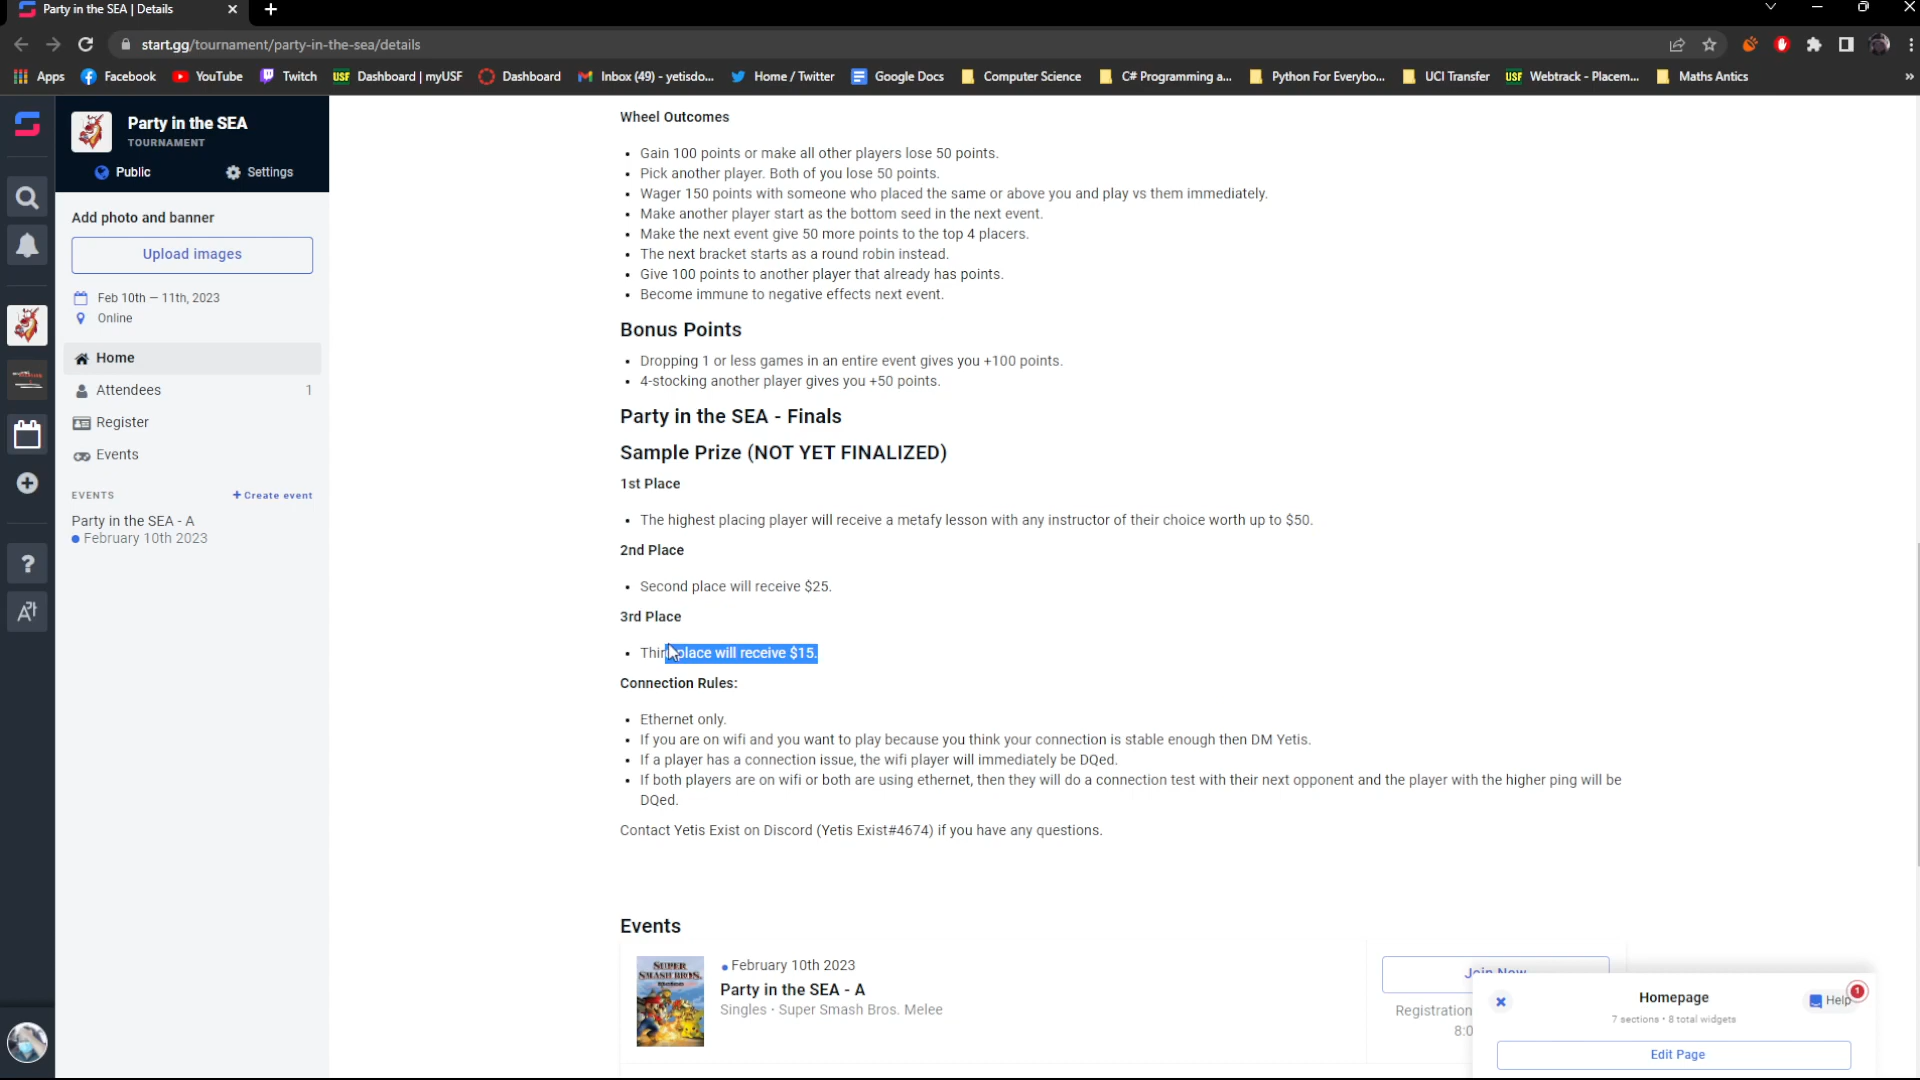 Party in the SEA | Details
start.gg/tournament/party-in-the-sea/details
Apps
Facebook
YouTube
Twitch
USF Dashboard | myUSF
Dashboard
Inbox (49) - yetisdo...
Home / Twitter
Google Docs
Computer Science
C# Programming a...
Python For Everybo...
UCI Transfer
USF Webtrack - Placem...
Maths Antics
»
Party in the SEA
TOURNAMENT
Public
Settings
Add photo and banner
Upload images
Feb 10th — 11th, 2023
Online
Home
Attendees 1
Register
Events
EVENTS
+ Create event
Party in the SEA - A
February 10th 2023
Wheel Outcomes
• Gain 100 points or make all other players lose 50 points.
• Pick another player. Both of you lose 50 points.
• Wager 150 points with someone who placed the same or above you and play vs them immediately.
• Make another player start as the bottom seed in the next event.
• Make the next event give 50 more points to the top 4 placers.
• The next bracket starts as a round robin instead.
• Give 100 points to another player that already has points.
• Become immune to negative effects next event.
Bonus Points
• Dropping 1 or less games in an entire event gives you +100 points.
• 4-stocking another player gives you +50 points.
Party in the SEA - Finals
Sample Prize (NOT YET FINALIZED)
1st Place
• The highest placing player will receive a metafy lesson with any instructor of their choice worth up to $50.
2nd Place
• Second place will receive $25.
3rd Place
• Third place will receive $15.
Connection Rules:
• Ethernet only.
• If you are on wifi and you want to play because you think your connection is stable enough then DM Yetis.
• If a player has a connection issue, the wifi player will immediately be DQed.
• If both players are on wifi or both are using ethernet, then they will do a connection test with their next opponent and the player with the higher ping will be
DQed.
Contact Yetis Exist on Discord (Yetis Exist#4674) if you have any questions.
Events
SUPER
SMASH BROS.
February 10th 2023
Party in the SEA - A
Singles · Super Smash Bros. Melee
Join Now
Registration
8:0
Homepage
7 sections • 8 total widgets
Help
1
Edit Page